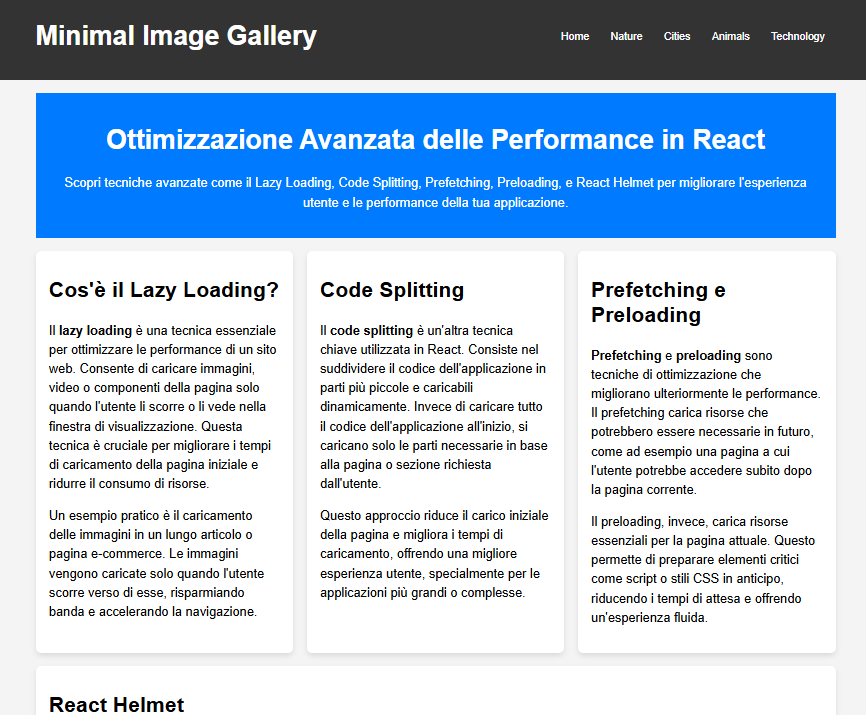 Minimal Image Gallery
Home Nature Cities Animals Technology
Ottimizzazione Avanzata delle Performance in React
Scopri tecniche avanzate come il Lazy Loading, Code Splitting, Prefetching, Preloading, e React Helmet per migliorare l'esperienza
utente e le performance della tua applicazione.
Cos'è il Lazy Loading?
Il lazy loading è una tecnica essenziale
per ottimizzare le performance di un sito
web. Consente di caricare immagini,
video o componenti della pagina solo
quando l'utente li scorre o li vede nella
finestra di visualizzazione. Questa
tecnica è cruciale per migliorare i tempi
di caricamento della pagina iniziale e
ridurre il consumo di risorse.
Un esempio pratico è il caricamento
delle immagini in un lungo articolo o
pagina e-commerce. Le immagini
vengono caricate solo quando l'utente
scorre verso di esse, risparmiando
banda e accelerando la navigazione.
Code Splitting
Il code splitting è un'altra tecnica
chiave utilizzata in React. Consiste nel
suddividere il codice dell'applicazione in
parti più piccole e caricabili
dinamicamente. Invece di caricare tutto
il codice dell'applicazione all'inizio, si
caricano solo le parti necessarie in base
alla pagina o sezione richiesta
dall'utente.
Questo approccio riduce il carico iniziale
della pagina e migliora i tempi di
caricamento, offrendo una migliore
esperienza utente, specialmente per le
applicazioni più grandi o complesse.
Prefetching e
Preloading
Prefetching e preloading sono
tecniche di ottimizzazione che
migliorano ulteriormente le performance.
Il prefetching carica risorse che
potrebbero essere necessarie in futuro,
come ad esempio una pagina a cui
l'utente potrebbe accedere subito dopo
la pagina corrente.
Il preloading, invece, carica risorse
essenziali per la pagina attuale. Questo
permette di preparare elementi critici
come script o stili CSS in anticipo,
riducendo i tempi di attesa e offrendo
un'esperienza fluida.
React Helmet